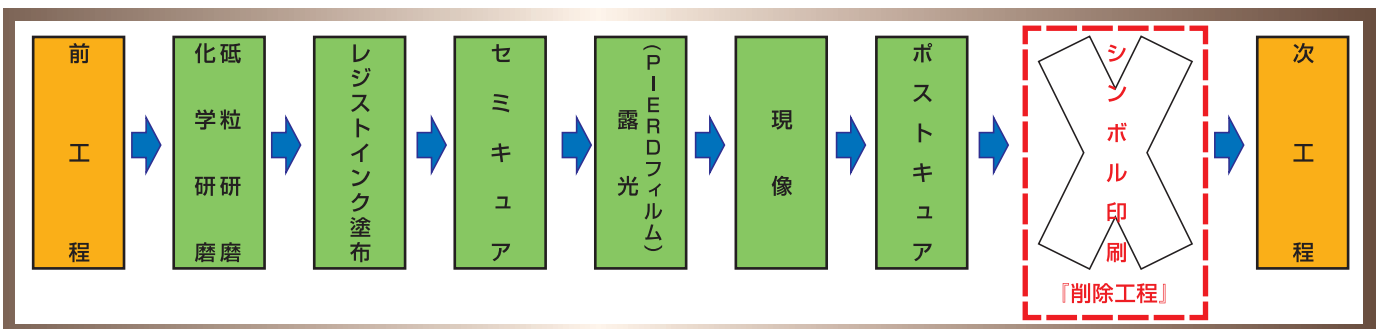 前工程
砥粒研磨
化学研磨
レジストインク塗布
セミキュア
(PIERDフィルム)
露光
現像
ポストキュア
シンボル印刷
『削除工程』
次工程